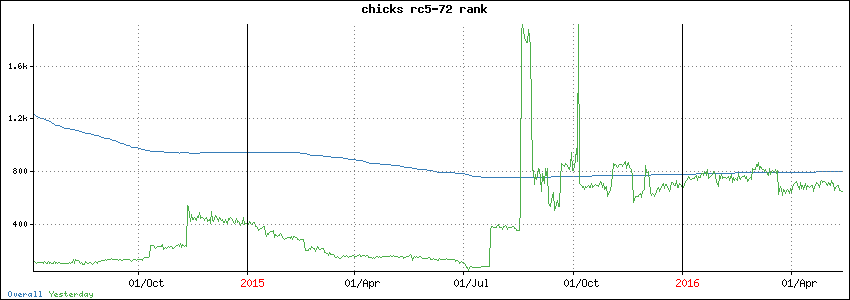 chicks rc5-72 rank
1.6k
1.2k
800
400
01/Oct 2015 01/Apr 01/Jul 01/Oct 2016 01/Apr
Overall Yesterday